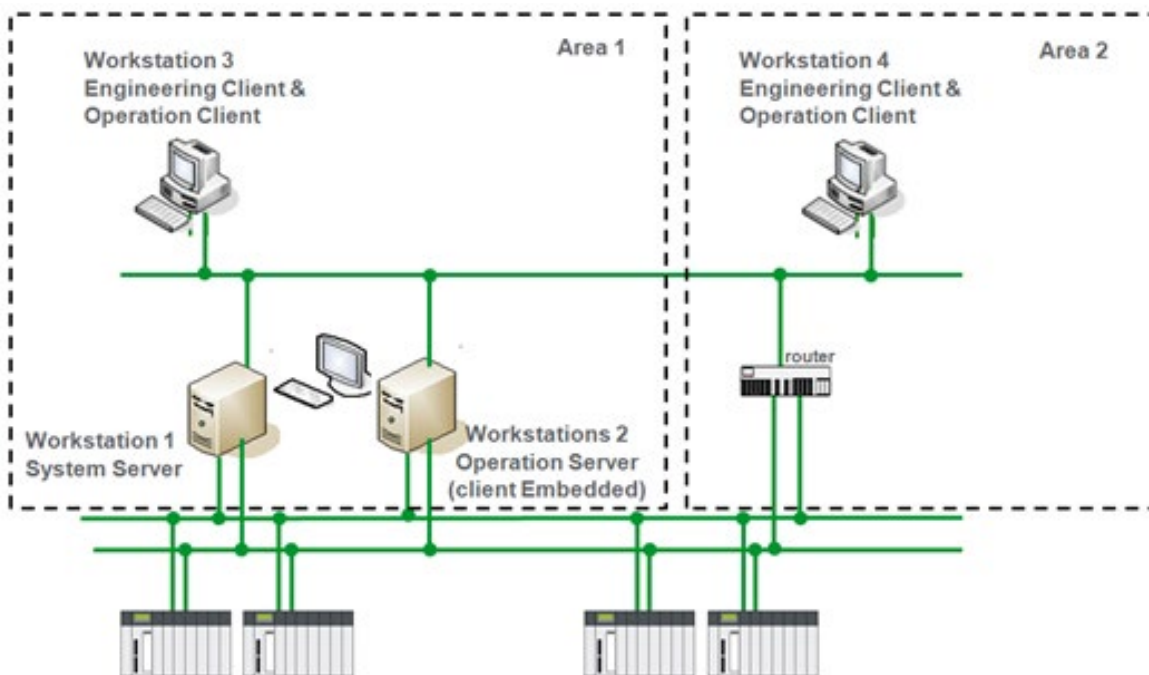 Area 1
Workstation 3
Engineering Client &
Operation Client
Area 2
Workstation 4
Engineering Client &
Operation Client
router
Workstation 1
System Server
Workstations 2
Operation Server
(client Embedded)